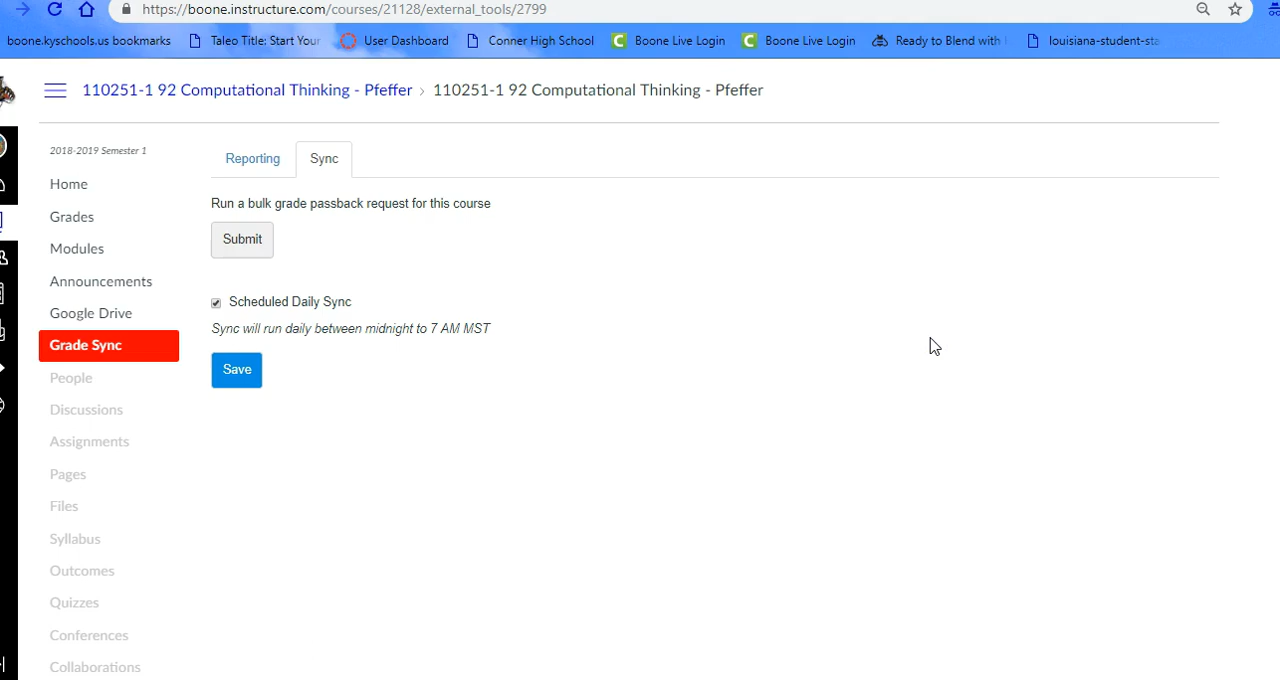 https://boone.instructure.com/courses/21128/external_tools/2799
boone.kyschools.us bookmarks Taleo Title: Start Your User Dashboard Conner High School Boone Live Login Boone Live Login Ready to Blend with louisiana-student-sta
110251-1 92 Computational Thinking - Pfeffer › 110251-1 92 Computational Thinking - Pfeffer
2018-2019 Semester 1
Home
Grades
Modules
Announcements
Google Drive
Grade Sync
People
Discussions
Assignments
Pages
Files
Syllabus
Outcomes
Quizzes
Conferences
Collaborations
Reporting Sync
Run a bulk grade passback request for this course
Submit
Scheduled Daily Sync
Sync will run daily between midnight to 7 AM MST
Save